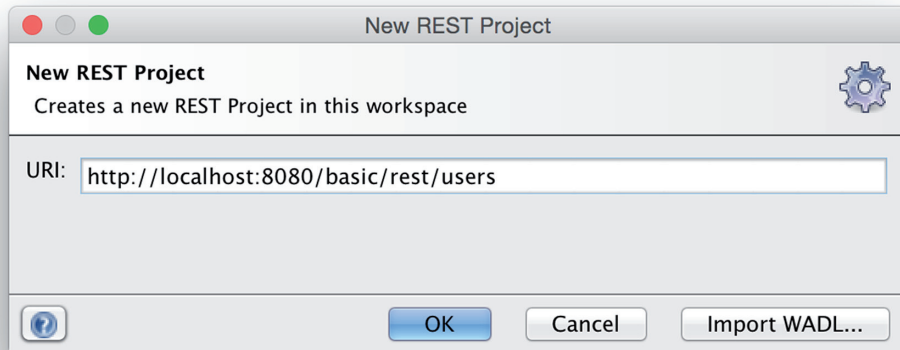 New REST Project
New REST Project
Creates a new REST Project in this workspace
URI: http://localhost:8080/basic/rest/users
? OK Cancel Import WADL...